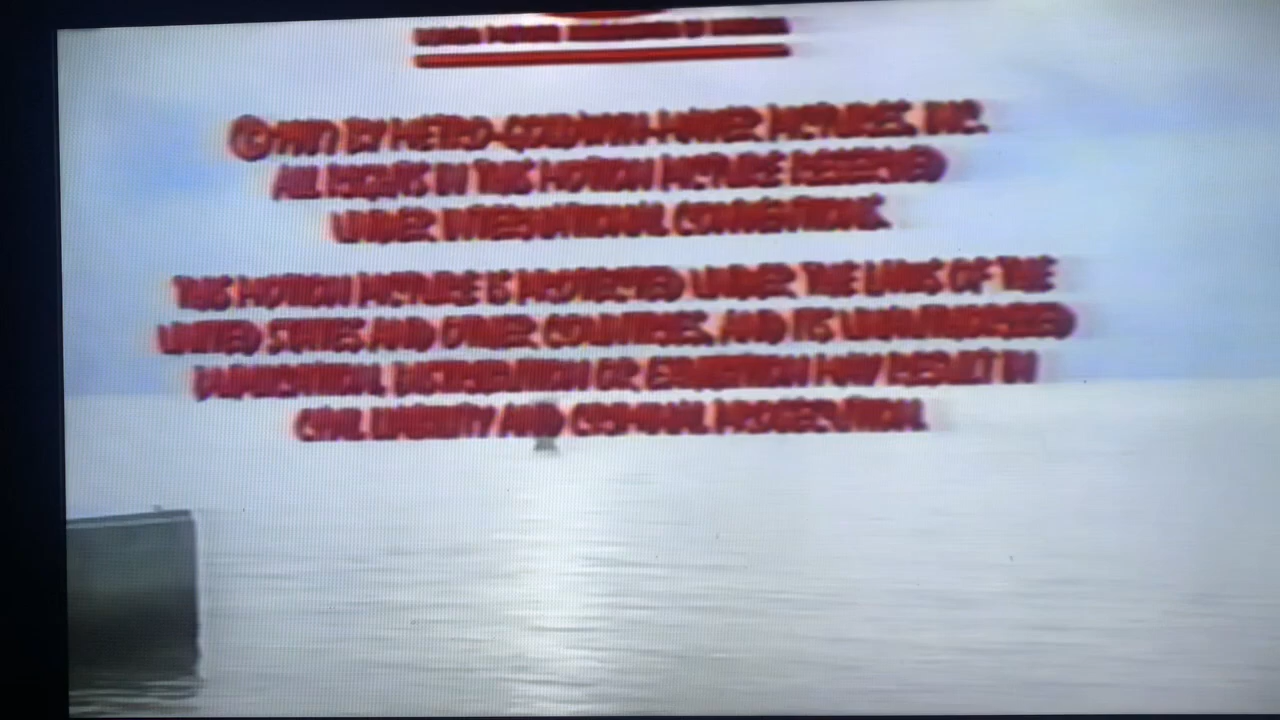 BY METRO-GOLDWYN-MAYER PICTURES, INC.
ALL RIGHTS IN THIS MOTION PICTURE RESERVED
UNDER INTERNATIONAL CONVENTIONS.
THIS MOTION PICTURE IS PROTECTED UNDER THE LAWS OF THE
UNITED STATES AND OTHER COUNTRIES, AND ITS UNAUTHORIZED
DUPLICATION, DISTRIBUTION OR EXHIBITION MAY RESULT IN
CIVIL LIABILITY AND CRIMINAL PROSECUTION.